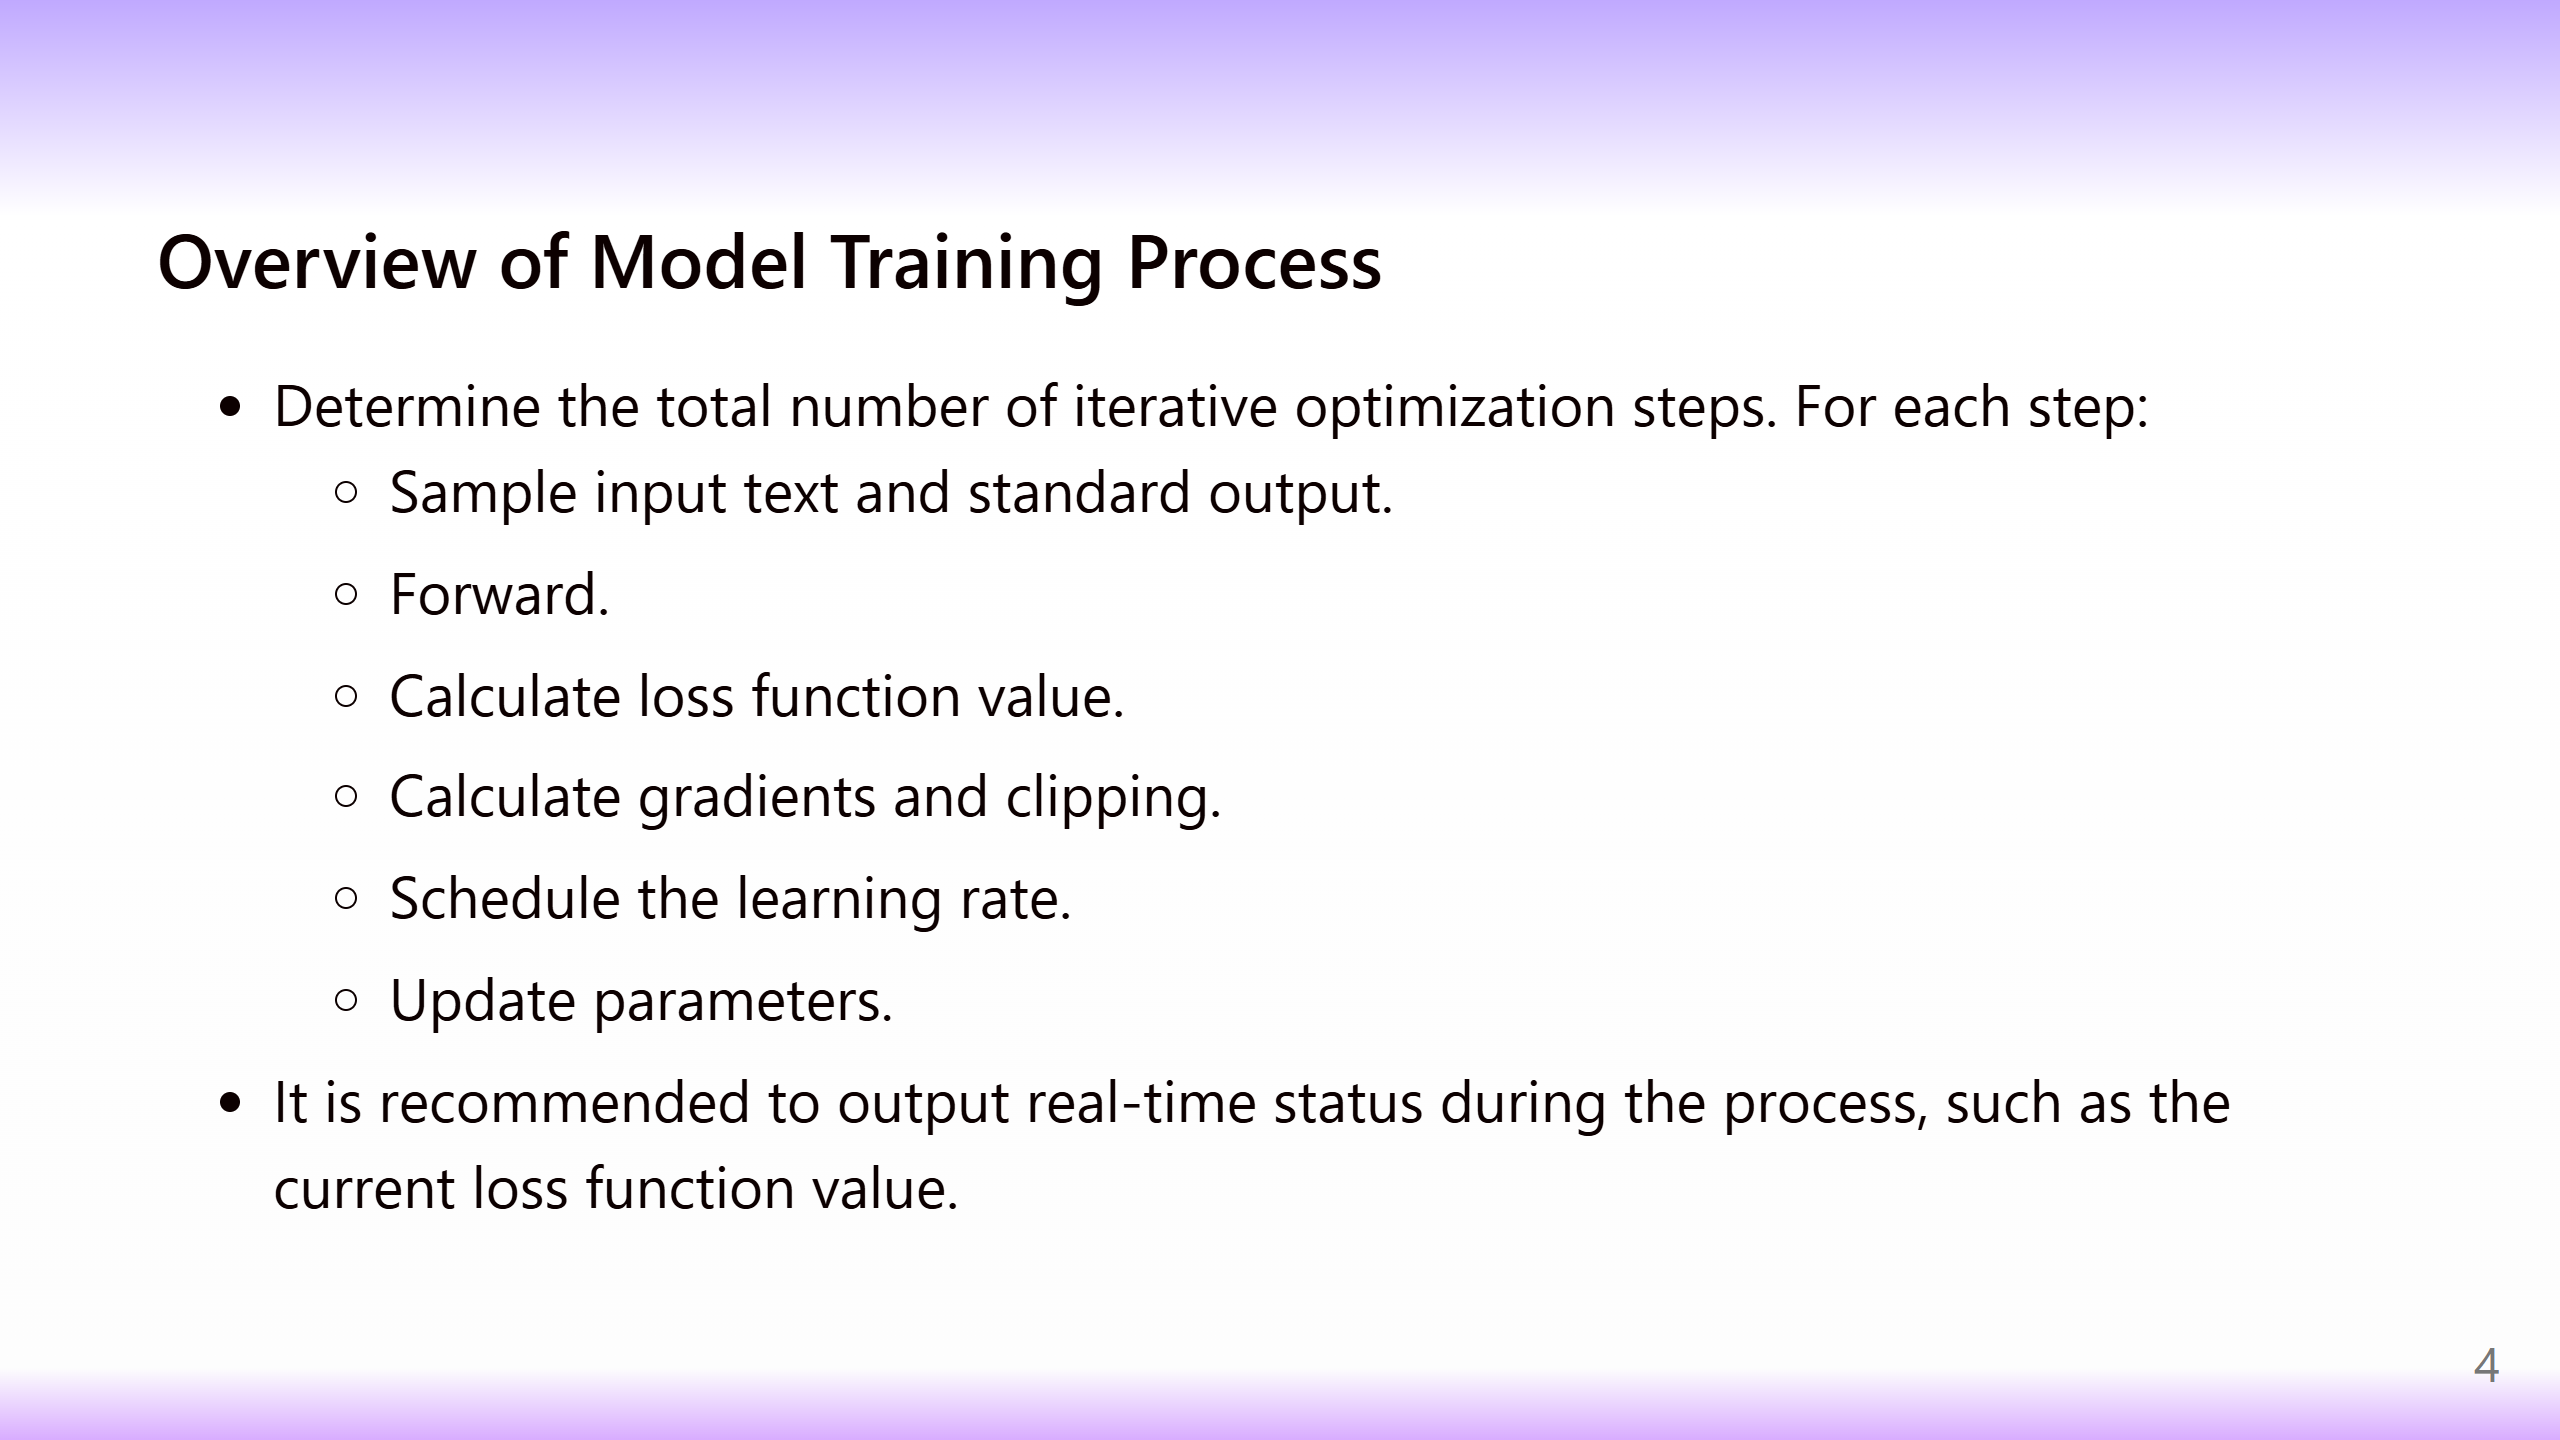 Overview of Model Training Process
• Determine the total number of iterative optimization steps. For each step:
○ Sample input text and standard output.
○ Forward.
○ Calculate loss function value.
○ Calculate gradients and clipping.
○ Schedule the learning rate.
○ Update parameters.
• It is recommended to output real-time status during the process, such as the
current loss function value.
4